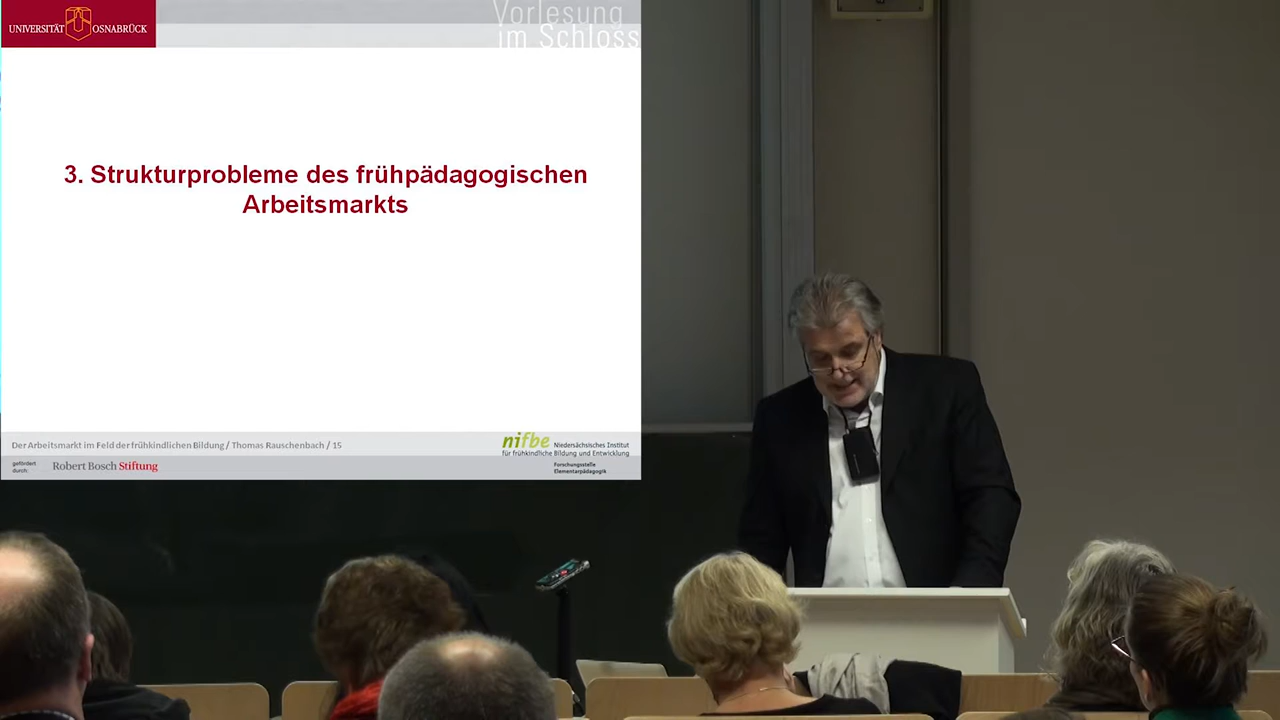 UNIVERSITÄT OSNABRÜCK
Vorlesung
im Schloss
3. Strukturprobleme des frühpädagogischen
Arbeitsmarkts
Der Arbeitsmarkt im Feld der frühkindlichen Bildung / Thomas Rauschenbach / 15
gefördert
durch:
Robert Bosch Stiftung
nifbe Niedersächsisches Institut
für frühkindliche Bildung und Entwicklung
Forschungsstelle
Elementarpädagogik